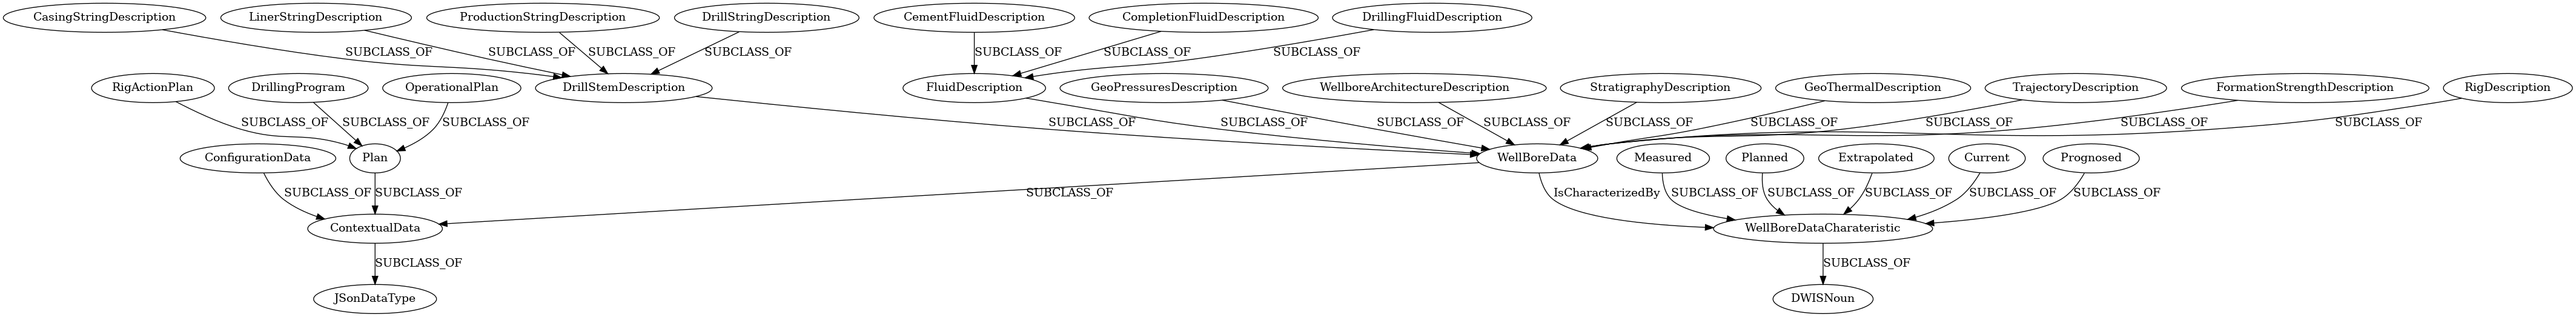 CasingStringDescription
LinerStringDescription
ProductionStringDescription
DrillStringDescription
CementFluidDescription
CompletionFluidDescription
DrillingFluidDescription
SUBCLASS_OF
SUBCLASS_OF
SUBCLASS_OF
SUBCLASS_OF
SUBCLASS_OF
SUBCLASS_OF
SUBCLASS_OF
RigActionPlan
DrillingProgram
OperationalPlan
DrillStemDescription
FluidDescription
GeoPressuresDescription
WellboreArchitectureDescription
StratigraphyDescription
GeoThermalDescription
TrajectoryDescription
FormationStrengthDescription
RigDescription
SUBCLASS_OF
SUBCLASS_OF
SUBCLASS_OF
SUBCLASS_OF
SUBCLASS_OF
SUBCLASS_OF
SUBCLASS_OF
SUBCLASS_OF
SUBCLASS_OF
SUBCLASS_OF
SUBCLASS_OF
SUBCLASS_OF
ConfigurationData
Plan
WellBoreData
Measured
Planned
Extrapolated
Current
Prognosed
SUBCLASS_OF
SUBCLASS_OF
SUBCLASS_OF
IsCharacterizedBy
SUBCLASS_OF
SUBCLASS_OF
SUBCLASS_OF
SUBCLASS_OF
SUBCLASS_OF
ContextualData
WellBoreDataCharateristic
SUBCLASS_OF
SUBCLASS_OF
JSonDataType
DWISNoun